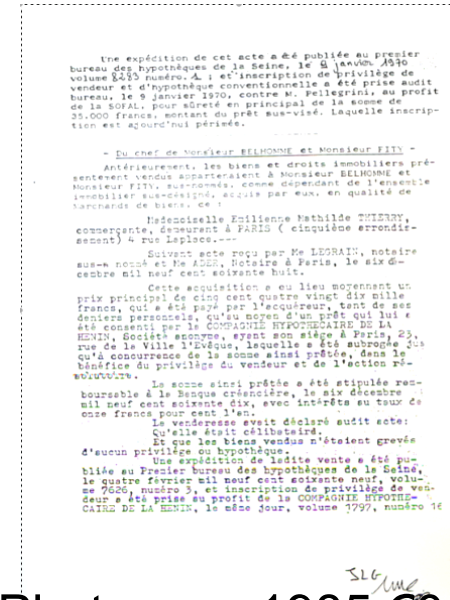 Une expédition de cet acte a été publiée au premier
bureau des hypothèques de la Seine, le 8 janvier 1970
volume 8283 numéro. 1 ; et inscription de privilège de
vendeur et d'hypothèque conventionnelle a été prise audit
bureau, le 9 janvier 1970, contre M. Pellegrini, au profit
de la SOFAL, pour sûreté en principal de la somme de
35.000 francs, montant du prêt sus-visé. Laquelle inscrip-
tion est aujourd'hui périmée.
- Du chef de Monsieur BELHOMME et Monsieur FITY -
Antérieurement, les biens et droits immobiliers pré-
sentement vendus appartenaient à Monsieur BELHOMME et
Monsieur FITY, sus-nommés, comme dépendant de l'ensemble
immobilier sus-désigné, acquis par eux, en qualité de
marchands de biens, de :
Mademoiselle Emilienne Mathilde THIERRY,
commerçante, demeurant à PARIS ( cinquième arrondis-
sement) 4 rue Laplace.---
Suivant acte reçu par Me LEGRAIN, notaire
sus-nommé et Me ADER, Notaire à Paris, le six dé-
cembre mil neuf cent soixante huit.
Cette acquisition a eu lieu moyennant un
prix principal de cinq cent quatre vingt dix mille
francs, qui a été payé par l'acquéreur, tant de ses
deniers personnels, qu'au moyen d'un prêt qui lui a
été consenti par la COMPAGNIE HYPOTHECAIRE DE LA
HENIN, Société anonyme, ayant son siège à Paris, 23,
rue de la Ville l'Evêque, laquelle a été subrogée jus
qu'à concurrence de la somme ainsi prêtée, dans le
bénéfice du privilège du vendeur et de l'action ré-
solutoire.
La somme ainsi prêtée a été stipulée rem-
boursable à la Banque créancière, le six décembre
mil neuf cent soixante dix, avec intérêts au taux de
onze francs pour cent l'an.
La venderesse avait déclaré audit acte:
Qu'elle était célibataire.
Et que les biens vendus n'étaient grevés
d'aucun privilège ou hypothèque.
Une expédition de ladite vente a été pu-
bliée au Premier bureau des hypothèques de la Seine,
le quatre février mil neuf cent soixante neuf, volu-
me 7626, numéro 3, et inscription de privilège de ven-
deur a été prise au profit de la COMPAGNIE HYPOTHE-
CAIRE DE LA HENIN, le même jour, volume 1797, numéro 16
JLG